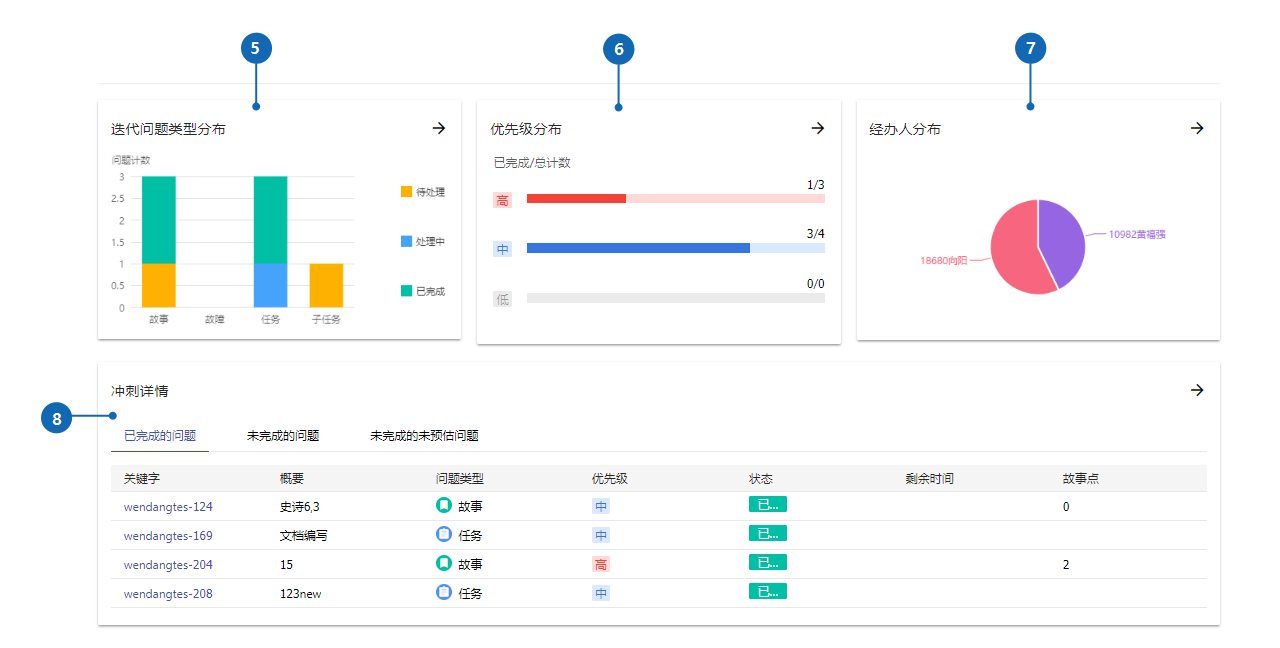 5
6
7
迭代问题类型分布
优先级分布
经办人分布
问题计数
3
2.5
2
1.5
1
0.5
0
故事
故障
任务
子任务
待处理
处理中
已完成
已完成/总计数
高
1/3
中
3/4
低
0/0
10982黄福强
18680向阳
8
冲刺详情
已完成的问题 未完成的问题 未完成的未预估问题
关键字 概要 问题类型 优先级 状态 剩余时间 故事点
wendangtes-124 史诗6,3 故事 中 已... 0
wendangtes-169 文档编写 任务 中 已...
wendangtes-204 15 故事 高 已... 2
wendangtes-208 123new 任务 中 已...